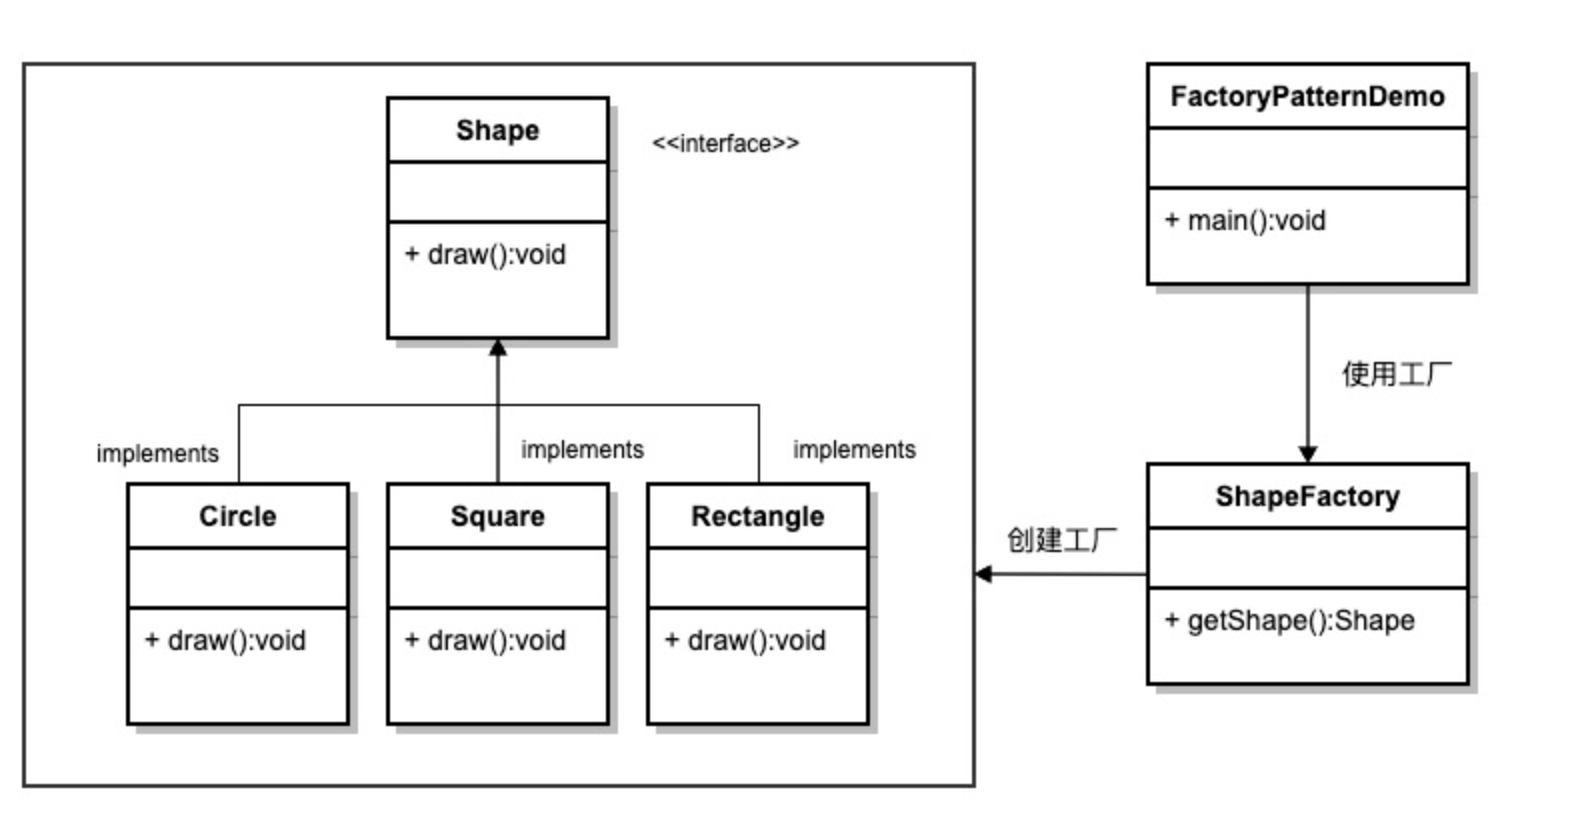 Shape
<<interface>>
+ draw():void
implements
implements
implements
Circle
+ draw():void
Square
+ draw():void
Rectangle
+ draw():void
FactoryPatternDemo
+ main():void
使用工厂
创建工厂
ShapeFactory
+ getShape():Shape